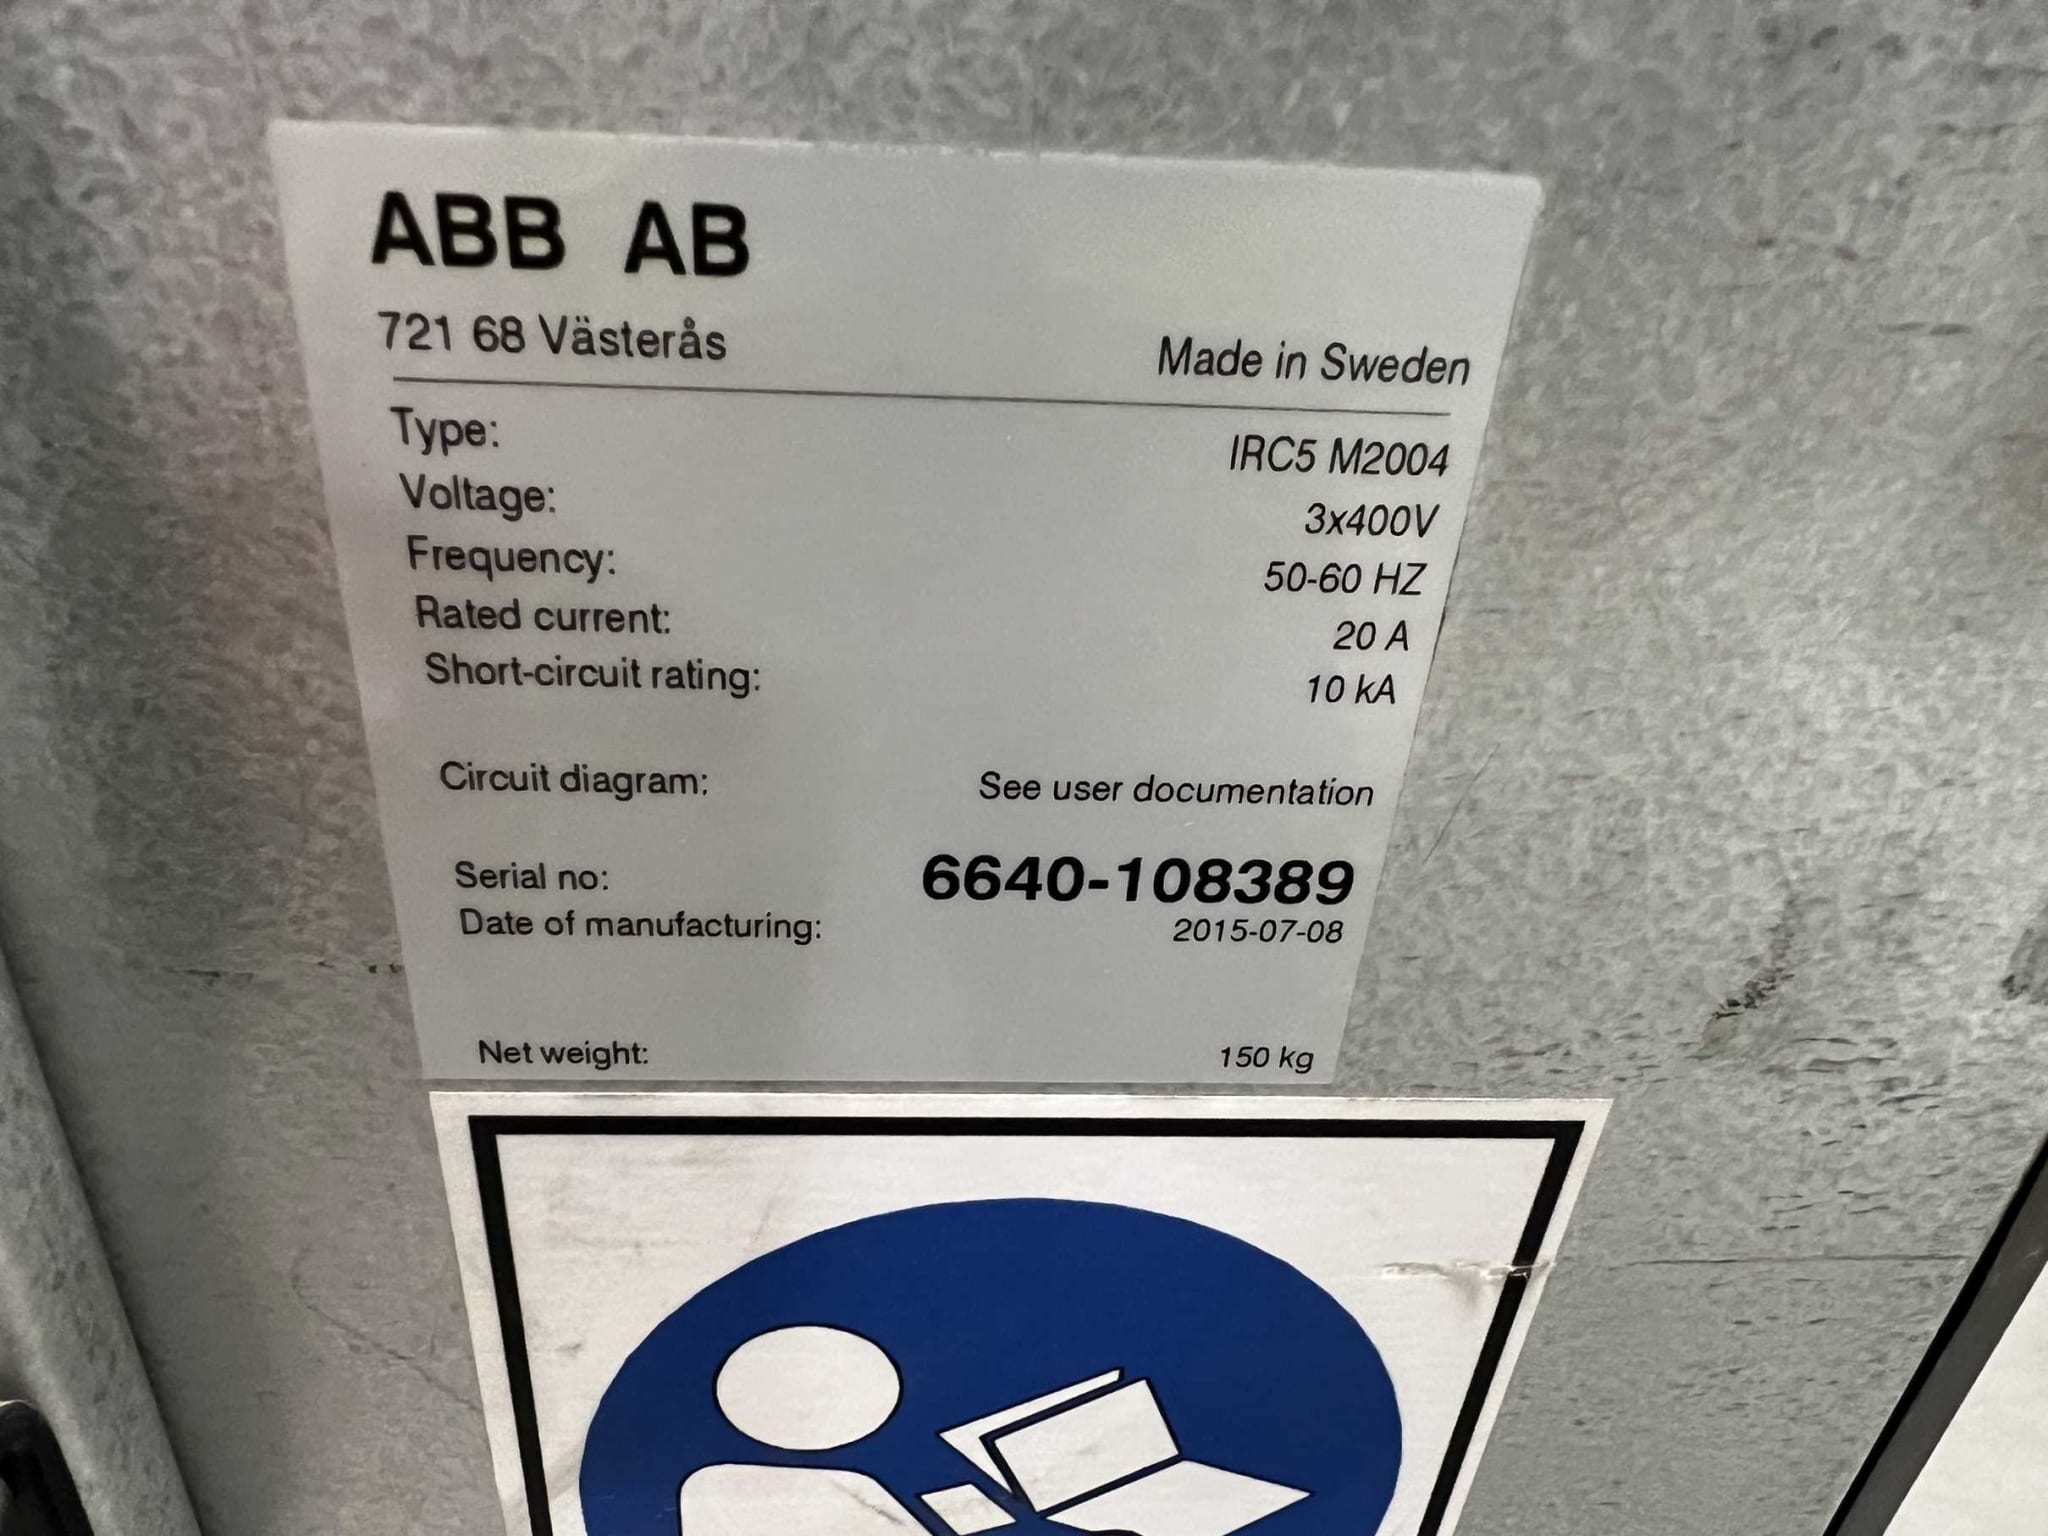 ABB AB
721 68 Västerås Made in Sweden
Type: IRC5 M2004
Voltage: 3x400V
Frequency: 50-60 HZ
Rated current: 20 A
Short-circuit rating: 10 kA
Circuit diagram: See user documentation
Serial no: 6640-108389
Date of manufacturing: 2015-07-08
Net weight: 150 kg